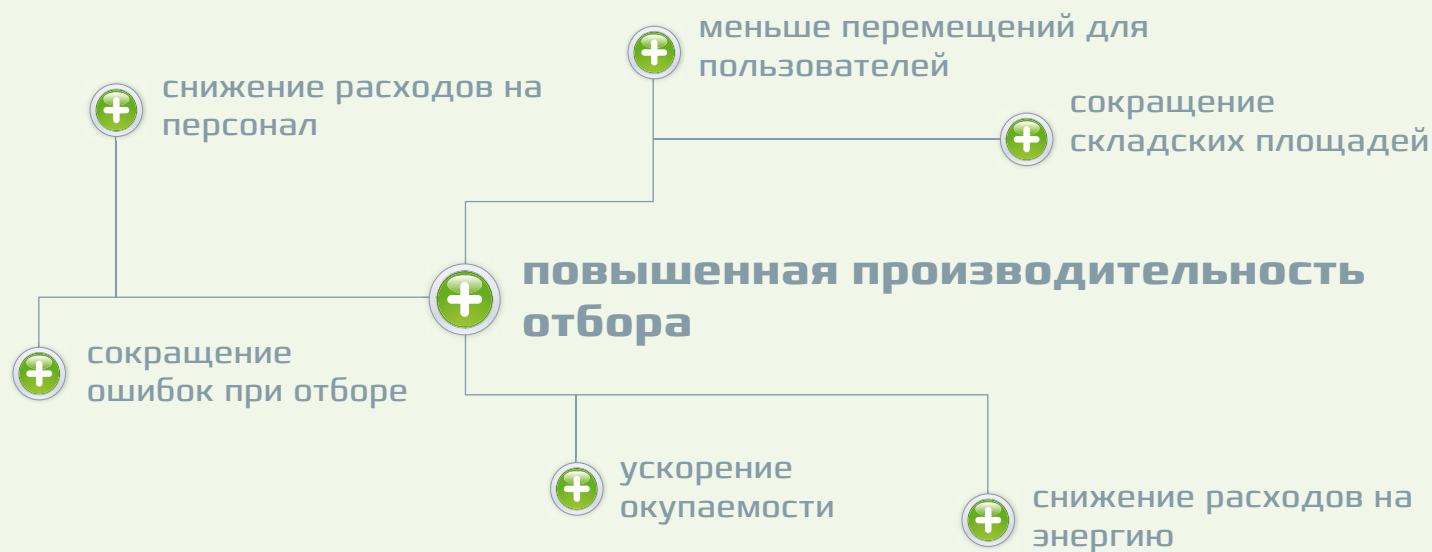 меньше перемещений для
пользователей
снижение расходов на
персонал
сокращение
складских площадей
повышенная производительность
отбора
сокращение
ошибок при отборе
ускорение
окупаемости
снижение расходов на
энергию